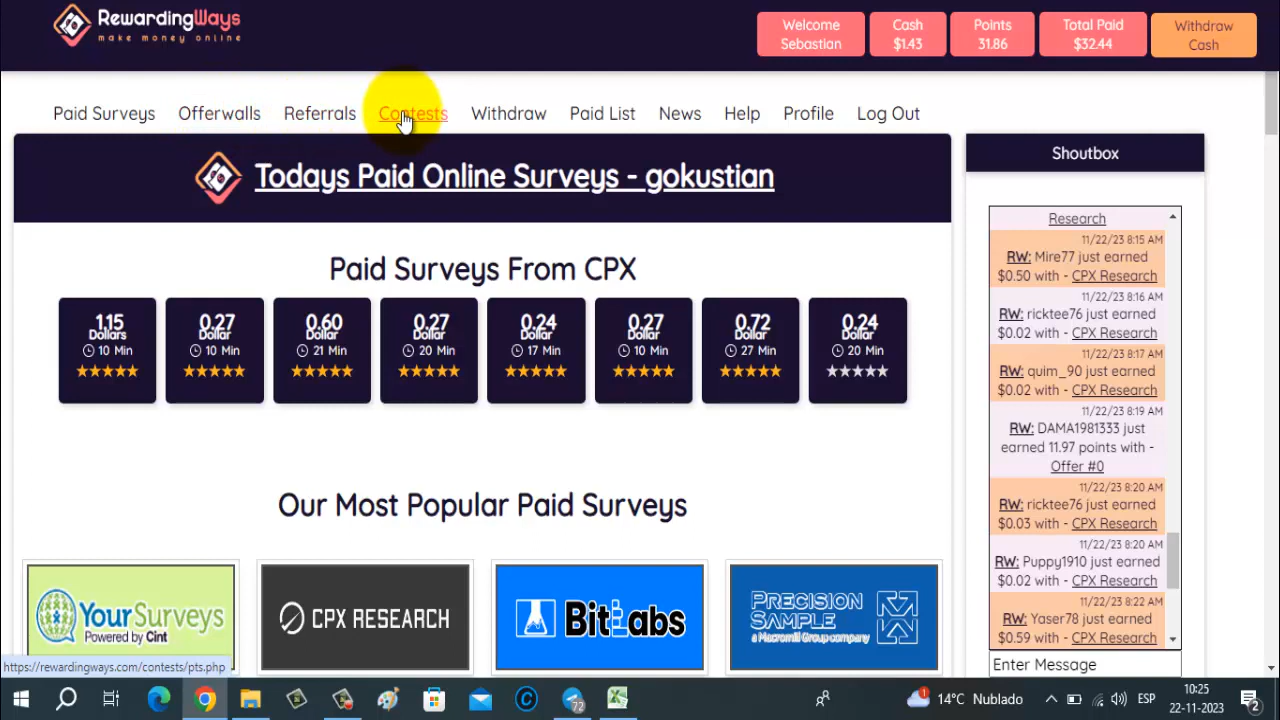 RewardingWays
make money online
Welcome
Sebastian
Cash
$1.43
Points
31.86
Total Paid
$32.44
Withdraw
Cash
Paid Surveys
Offerwalls
Referrals
Contests
Withdraw
Paid List
News
Help
Profile
Log Out
Todays Paid Online Surveys - gokustian
Paid Surveys From CPX
1.15
Dollars
10 Min
0.27
Dollar
10 Min
0.60
Dollar
21 Min
0.27
Dollar
20 Min
0.24
Dollar
17 Min
0.27
Dollar
10 Min
0.72
Dollar
27 Min
0.24
Dollar
20 Min
Our Most Popular Paid Surveys
YourSurveys
Powered by Cint
CPX RESEARCH
BitLabs
PRECISION
SAMPLE
a Macromill Group company
Shoutbox
Research
11/22/23 8:15 AM
RW: Mire77 just earned
$0.50 with - CPX Research
11/22/23 8:16 AM
RW: ricktee76 just earned
$0.02 with - CPX Research
11/22/23 8:17 AM
RW: quim_90 just earned
$0.02 with - CPX Research
11/22/23 8:19 AM
RW: DAMA1981333 just
earned 11.97 points with -
Offer #0
11/22/23 8:20 AM
RW: ricktee76 just earned
$0.03 with - CPX Research
11/22/23 8:20 AM
RW: Puppy1910 just earned
$0.02 with - CPX Research
11/22/23 8:22 AM
RW: Yaser78 just earned
$0.59 with - CPX Research
Enter Message
https://rewardingways.com/contests/pts.php
72
1
14°C Nublado
ESP
10:25
22-11-2023
2